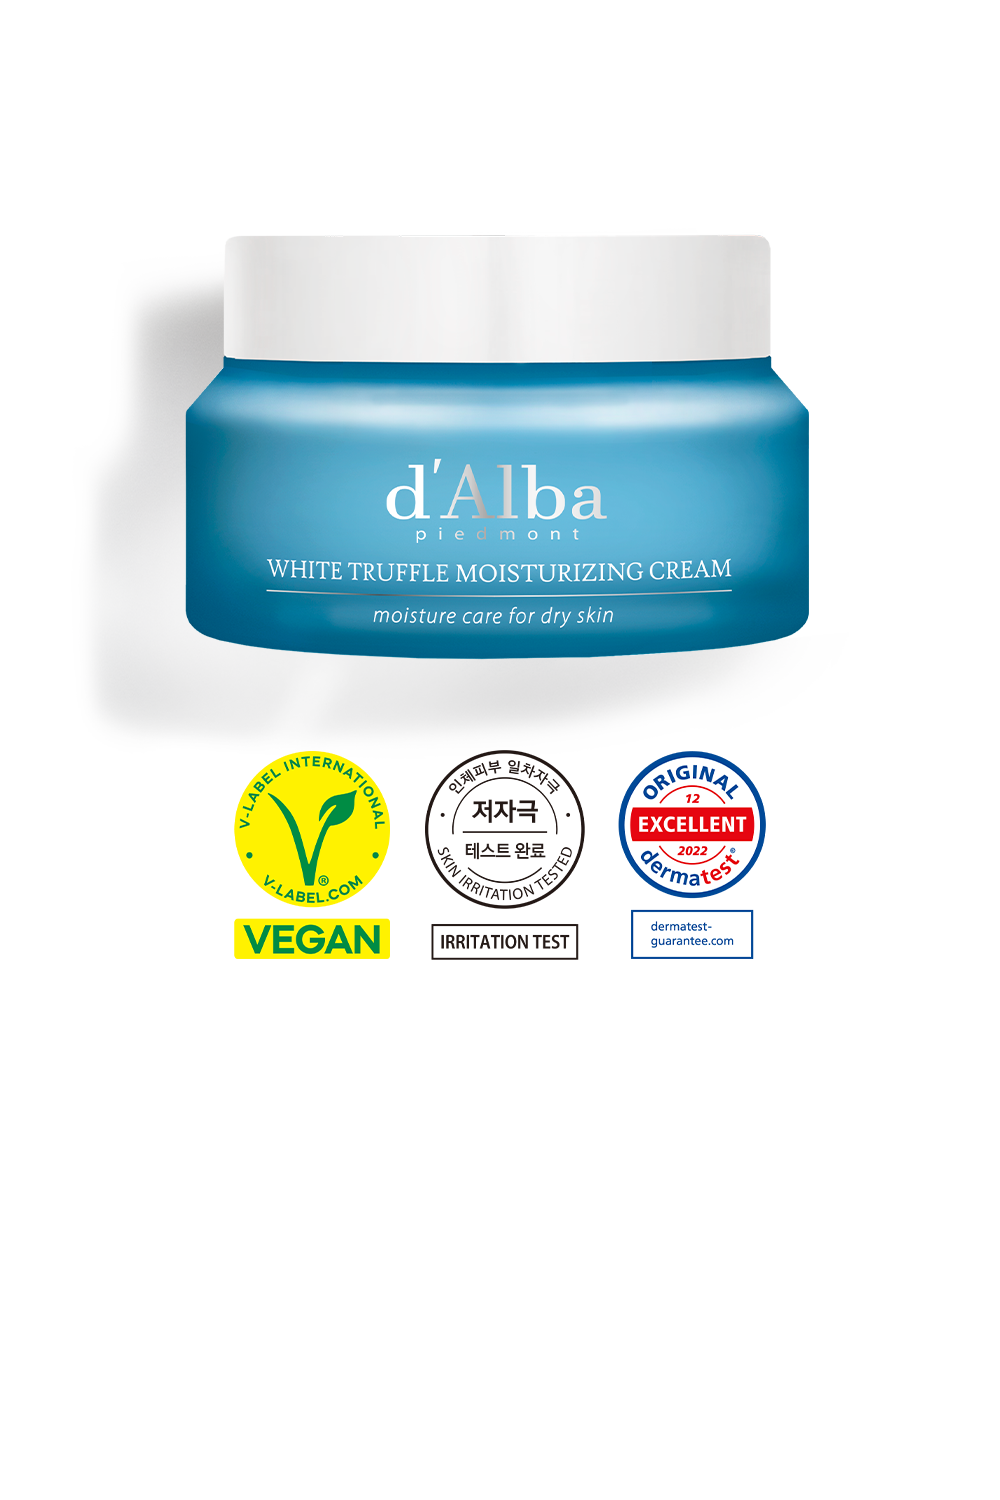 d'Alba
piedmont
WHITE TRUFFLE MOISTURIZING CREAM
moisture care for dry skin
V-LABEL INTERNATIONAL
V-LABEL.COM
®
VEGAN
인체피부 일차자극
저자극
테스트 완료
SKIN IRRITATION TESTED
IRRITATION TEST
ORIGINAL
12
EXCELLENT
2022
dermatest®
dermatest-
guarantee.com